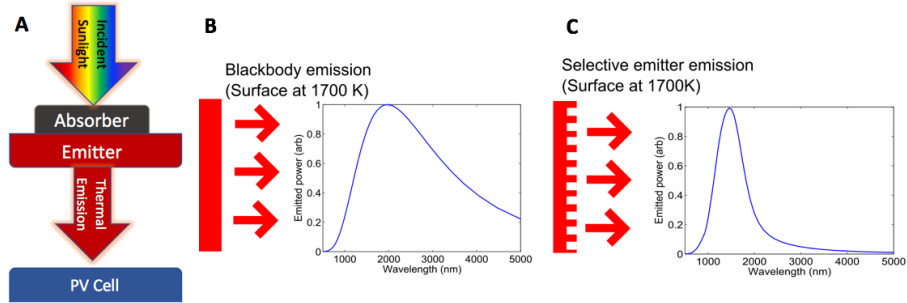 A
Incident
Sunlight
Absorber
Emitter
Thermal
Emission
PV Cell
B
Blackbody emission
(Surface at 1700 K)
Emitted power (arb)
1
0.8
0.6
0.4
0.2
0
1000 2000 3000 4000 5000
Wavelength (nm)
C
Selective emitter emission
(Surface at 1700K)
Emitted power (arb)
1
0.8
0.6
0.4
0.2
0
1000 2000 3000 4000 5000
Wavelength (nm)